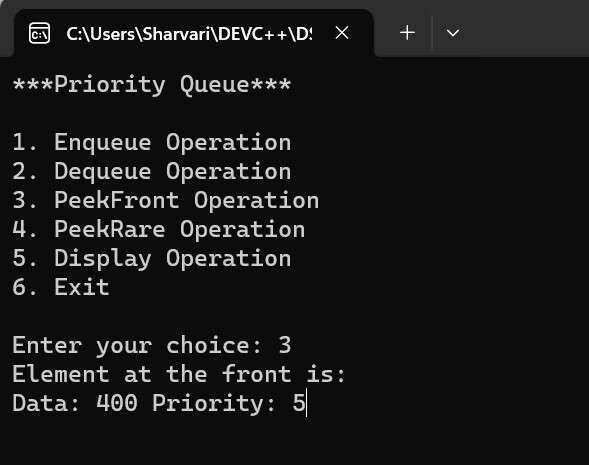 C:\Users\Sharvari\DEVC++\DS
***Priority Queue***
1. Enqueue Operation
2. Dequeue Operation
3. PeekFront Operation
4. PeekRare Operation
5. Display Operation
6. Exit
Enter your choice: 3
Element at the front is:
Data: 400 Priority: 5